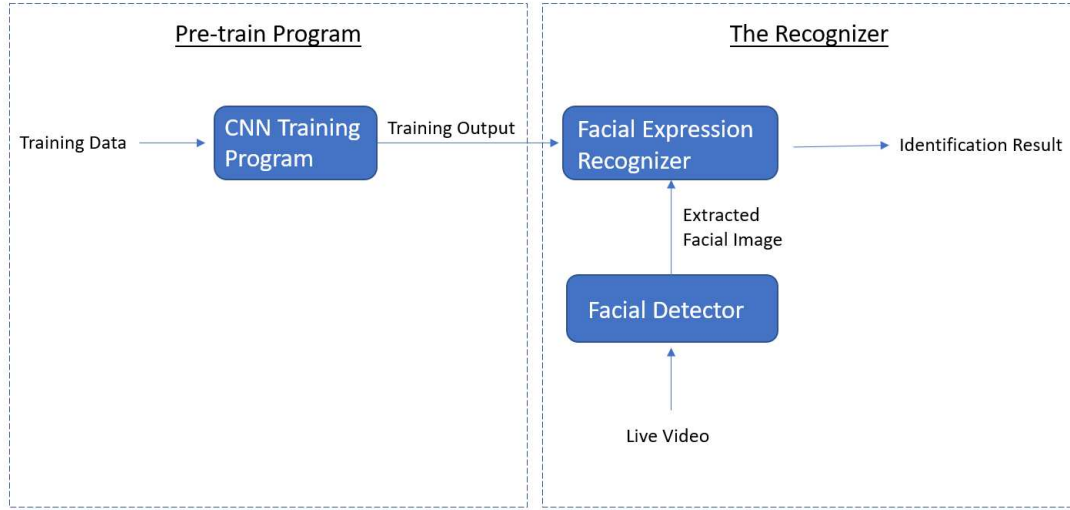 Pre-train Program
The Recognizer
Training Data
CNN Training
Program
Training Output
Facial Expression
Recognizer
Identification Result
Extracted
Facial Image
Facial Detector
Live Video